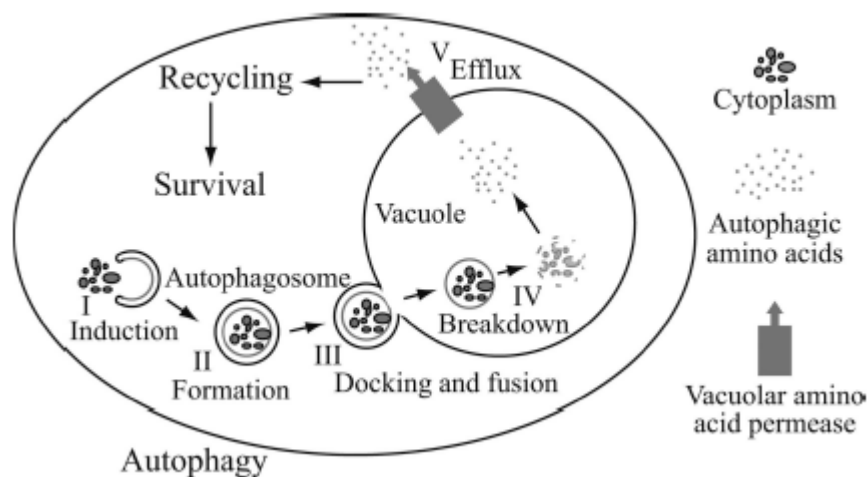 V
Efflux
Recycling
Survival
Vacuole
Autophagosome
I
Induction
II
Formation
III
Docking and fusion
IV
Breakdown
Autophagy
Cytoplasm
Autophagic
amino acids
Vacuolar amino
acid permease